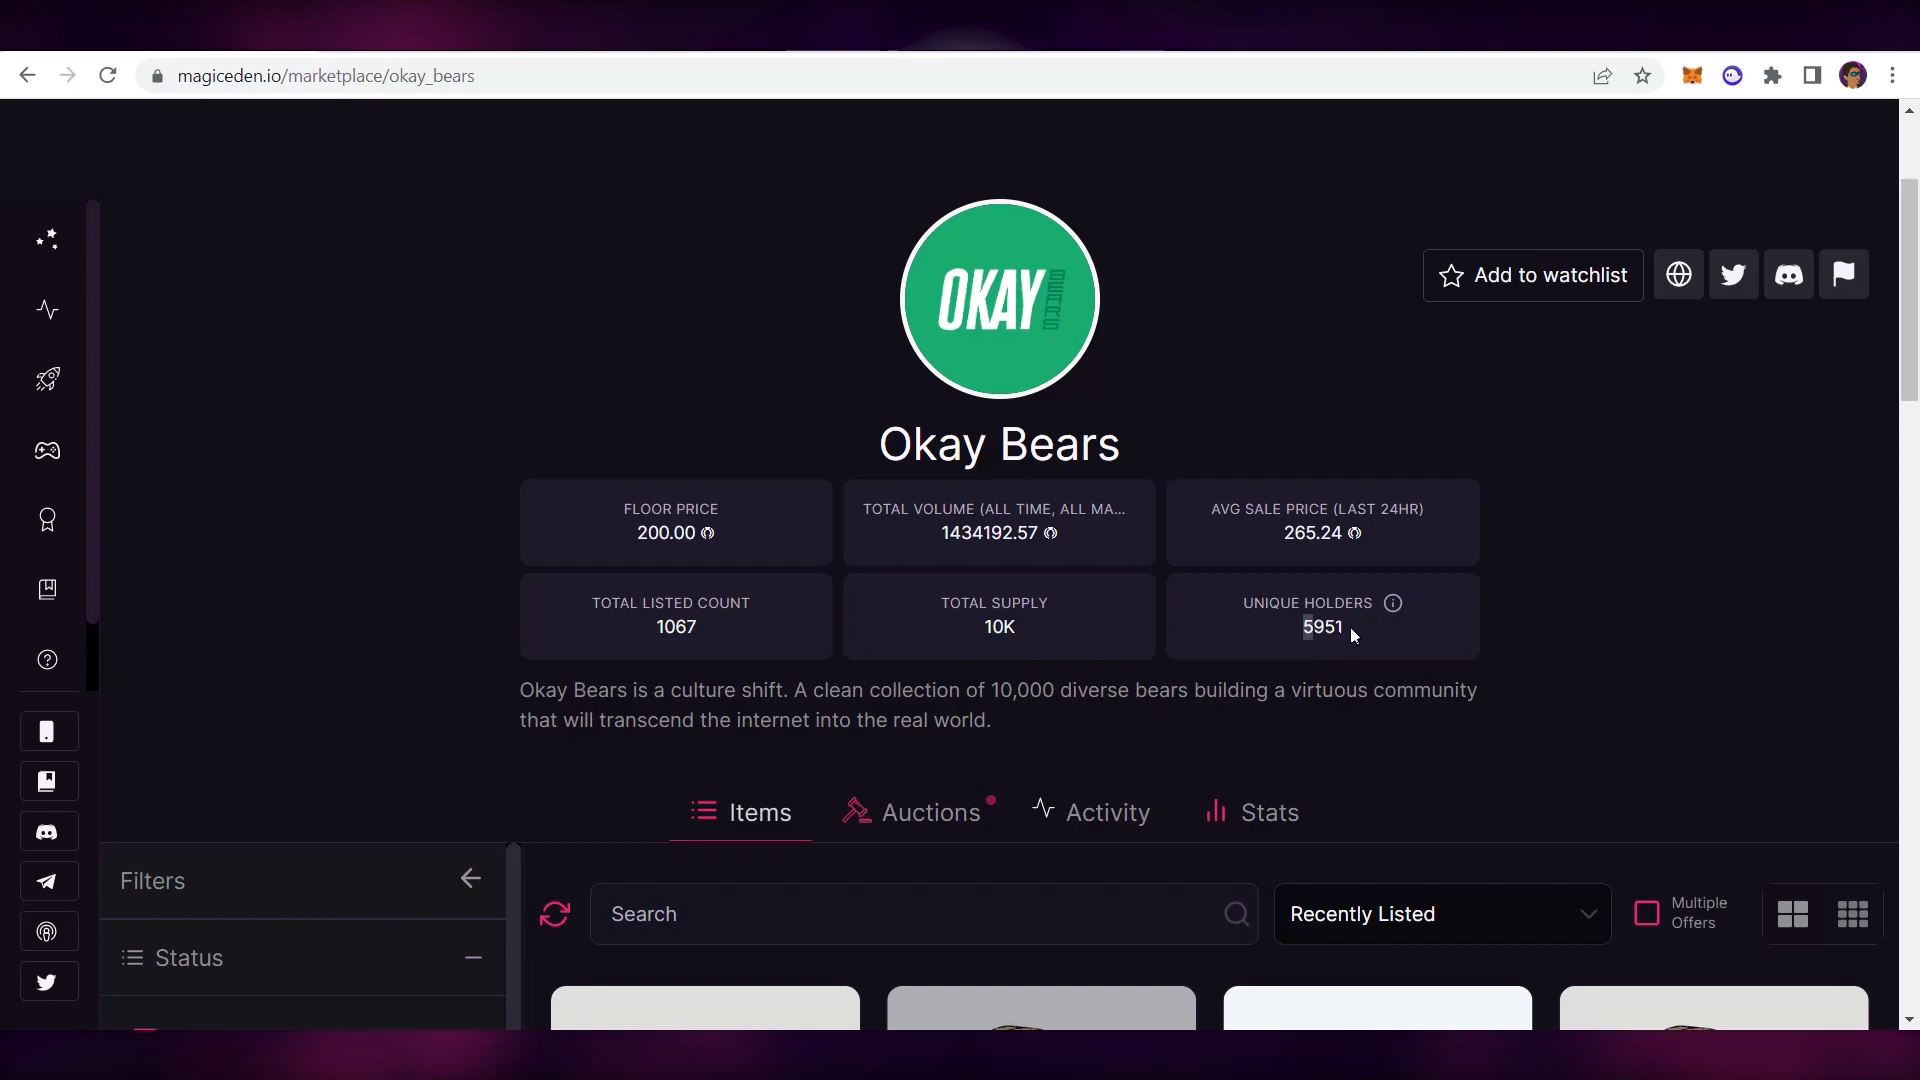 magiceden.io/marketplace/okay_bears
OKAY
BEARS
Add to watchlist
Okay Bears
FLOOR PRICE
200.00
TOTAL VOLUME (ALL TIME, ALL MA...
1434192.57
AVG SALE PRICE (LAST 24HR)
265.24
TOTAL LISTED COUNT
1067
TOTAL SUPPLY
10K
UNIQUE HOLDERS
5951
Okay Bears is a culture shift. A clean collection of 10,000 diverse bears building a virtuous community
that will transcend the internet into the real world.
Items
Auctions
Activity
Stats
Filters
Search
Recently Listed
Multiple
Offers
Status